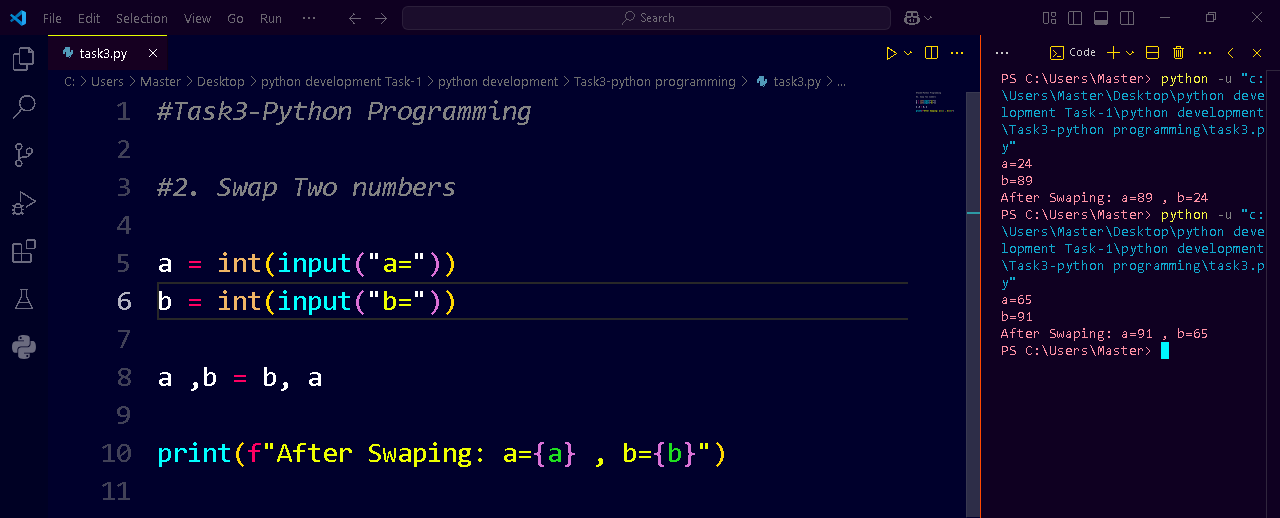 File Edit Selection View Go Run ··· Search
task3.py
C: > Users > Master > Desktop > python development Task-1 > python development > Task3-python programming > task3.py > ...
1 #Task3-Python Programming
2
3 #2. Swap Two numbers
4
5 a = int(input("a="))
6 b = int(input("b="))
7
8 a ,b = b, a
9
10 print(f"After Swaping: a={a} , b={b}")
11
Code
PS C:\Users\Master> python -u "c:
\Users\Master\Desktop\python deve
lopment Task-1\python development
\Task3-python programming\task3.p
y"
a=24
b=89
After Swaping: a=89 , b=24
PS C:\Users\Master> python -u "c:
\Users\Master\Desktop\python deve
lopment Task-1\python development
\Task3-python programming\task3.p
y"
a=65
b=91
After Swaping: a=91 , b=65
PS C:\Users\Master>